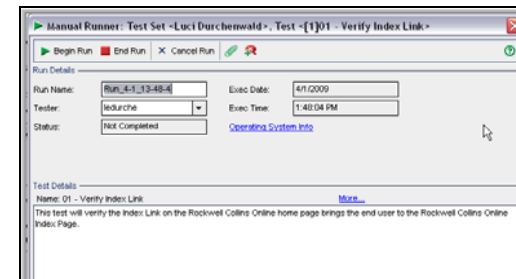 Manual Runner: Test Set <Luci Durchenwald>, Test <[1]01 - Verify Index Link>
Begin Run End Run Cancel Run
Run Details
Run Name: Run_4-1_13-48-4 Exec Date: 4/1/2009
Tester: ledurche Exec Time: 1:48:04 PM
Status: Not Completed Operating System Info
Test Details
Name: 01 - Verify Index Link More...
This test will verify the Index Link on the Rockwell Collins Online home page brings the end user to the Rockwell Collins Online
Index Page.